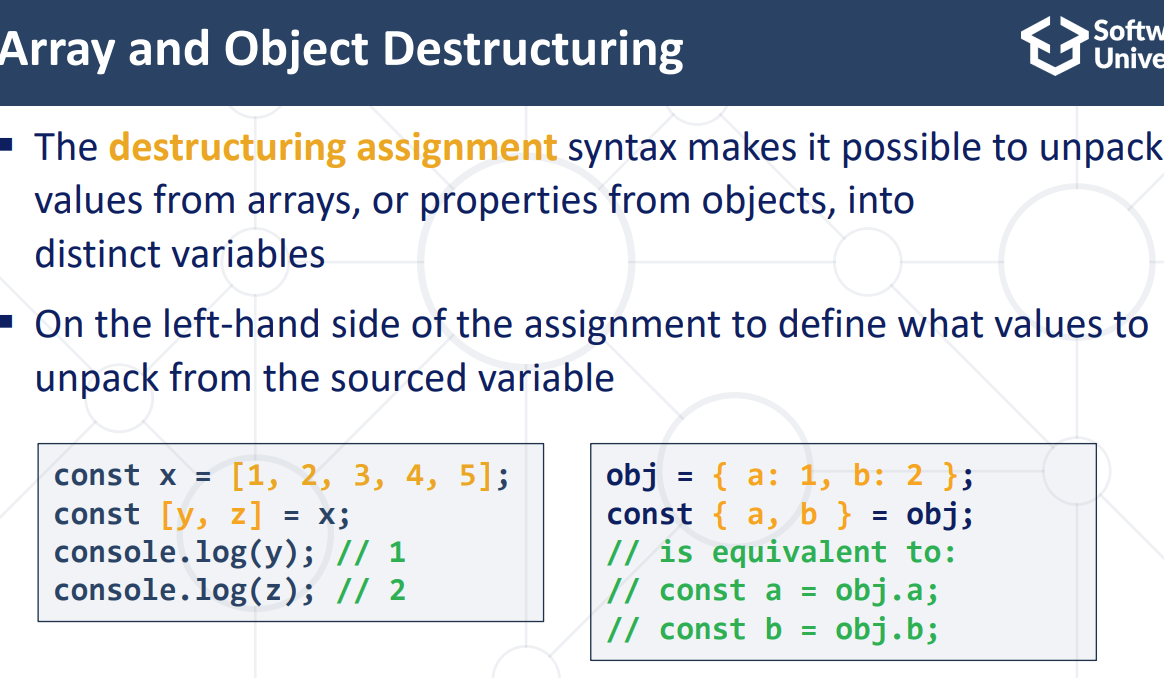 Array and Object Destructuring
Softw
Unive
▪ The destructuring assignment syntax makes it possible to unpack
values from arrays, or properties from objects, into
distinct variables
▪ On the left-hand side of the assignment to define what values to
unpack from the sourced variable
const x = [1, 2, 3, 4, 5];
const [y, z] = x;
console.log(y); // 1
console.log(z); // 2
obj = { a: 1, b: 2 };
const { a, b } = obj;
// is equivalent to:
// const a = obj.a;
// const b = obj.b;